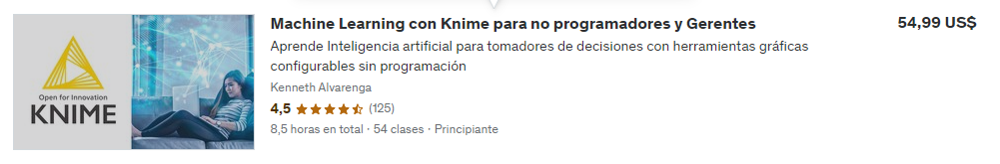 Machine Learning con Knime para no programadores y Gerentes
54,99 US$
Aprende Inteligencia artificial para tomadores de decisiones con herramientas gráficas
configurables sin programación
Kenneth Alvarenga
4,5 (125)
8,5 horas en total · 54 clases · Principiante
Open for Innovation
KNIME